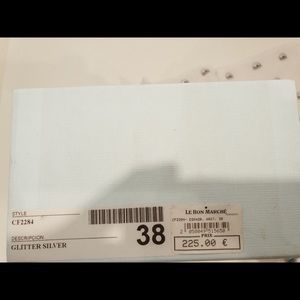 STYLE
CF2284
DESCRIPCION
GLITTER SILVER
38
LE BON MARCHÉ
PRIX
225.00 €